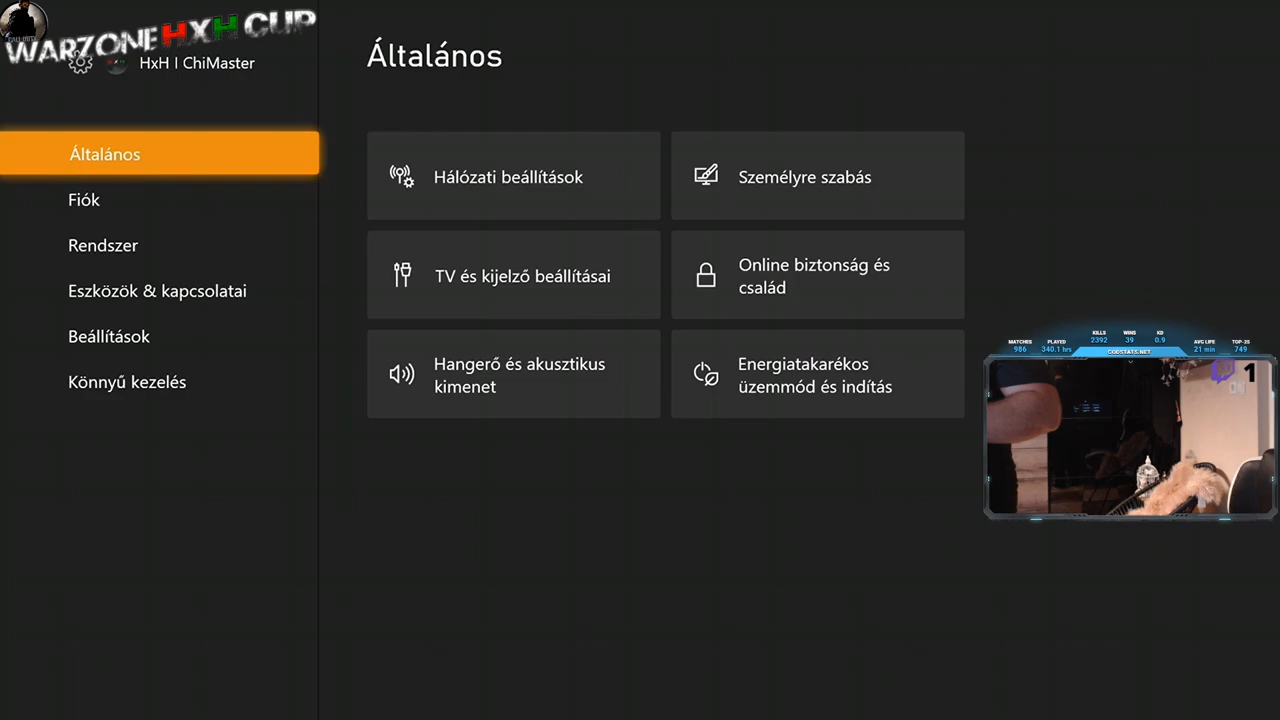 WARZONE HXH CUP
HxH I ChiMaster
Általános
Fiók
Rendszer
Eszközök & kapcsolatai
Beállítások
Könnyű kezelés
Általános
Hálózati beállítások
Személyre szabás
TV és kijelző beállításai
Online biztonság és
család
Hangerő és akusztikus
kimenet
Energiatakarékos
üzemmód és indítás
MATCHES
986
PLAYED
340.1 hrs
KILLS
2392
WINS
39
KD
0.9
AVG LIFE
21 min
TOP-25
749
CODSTATS.NET
1